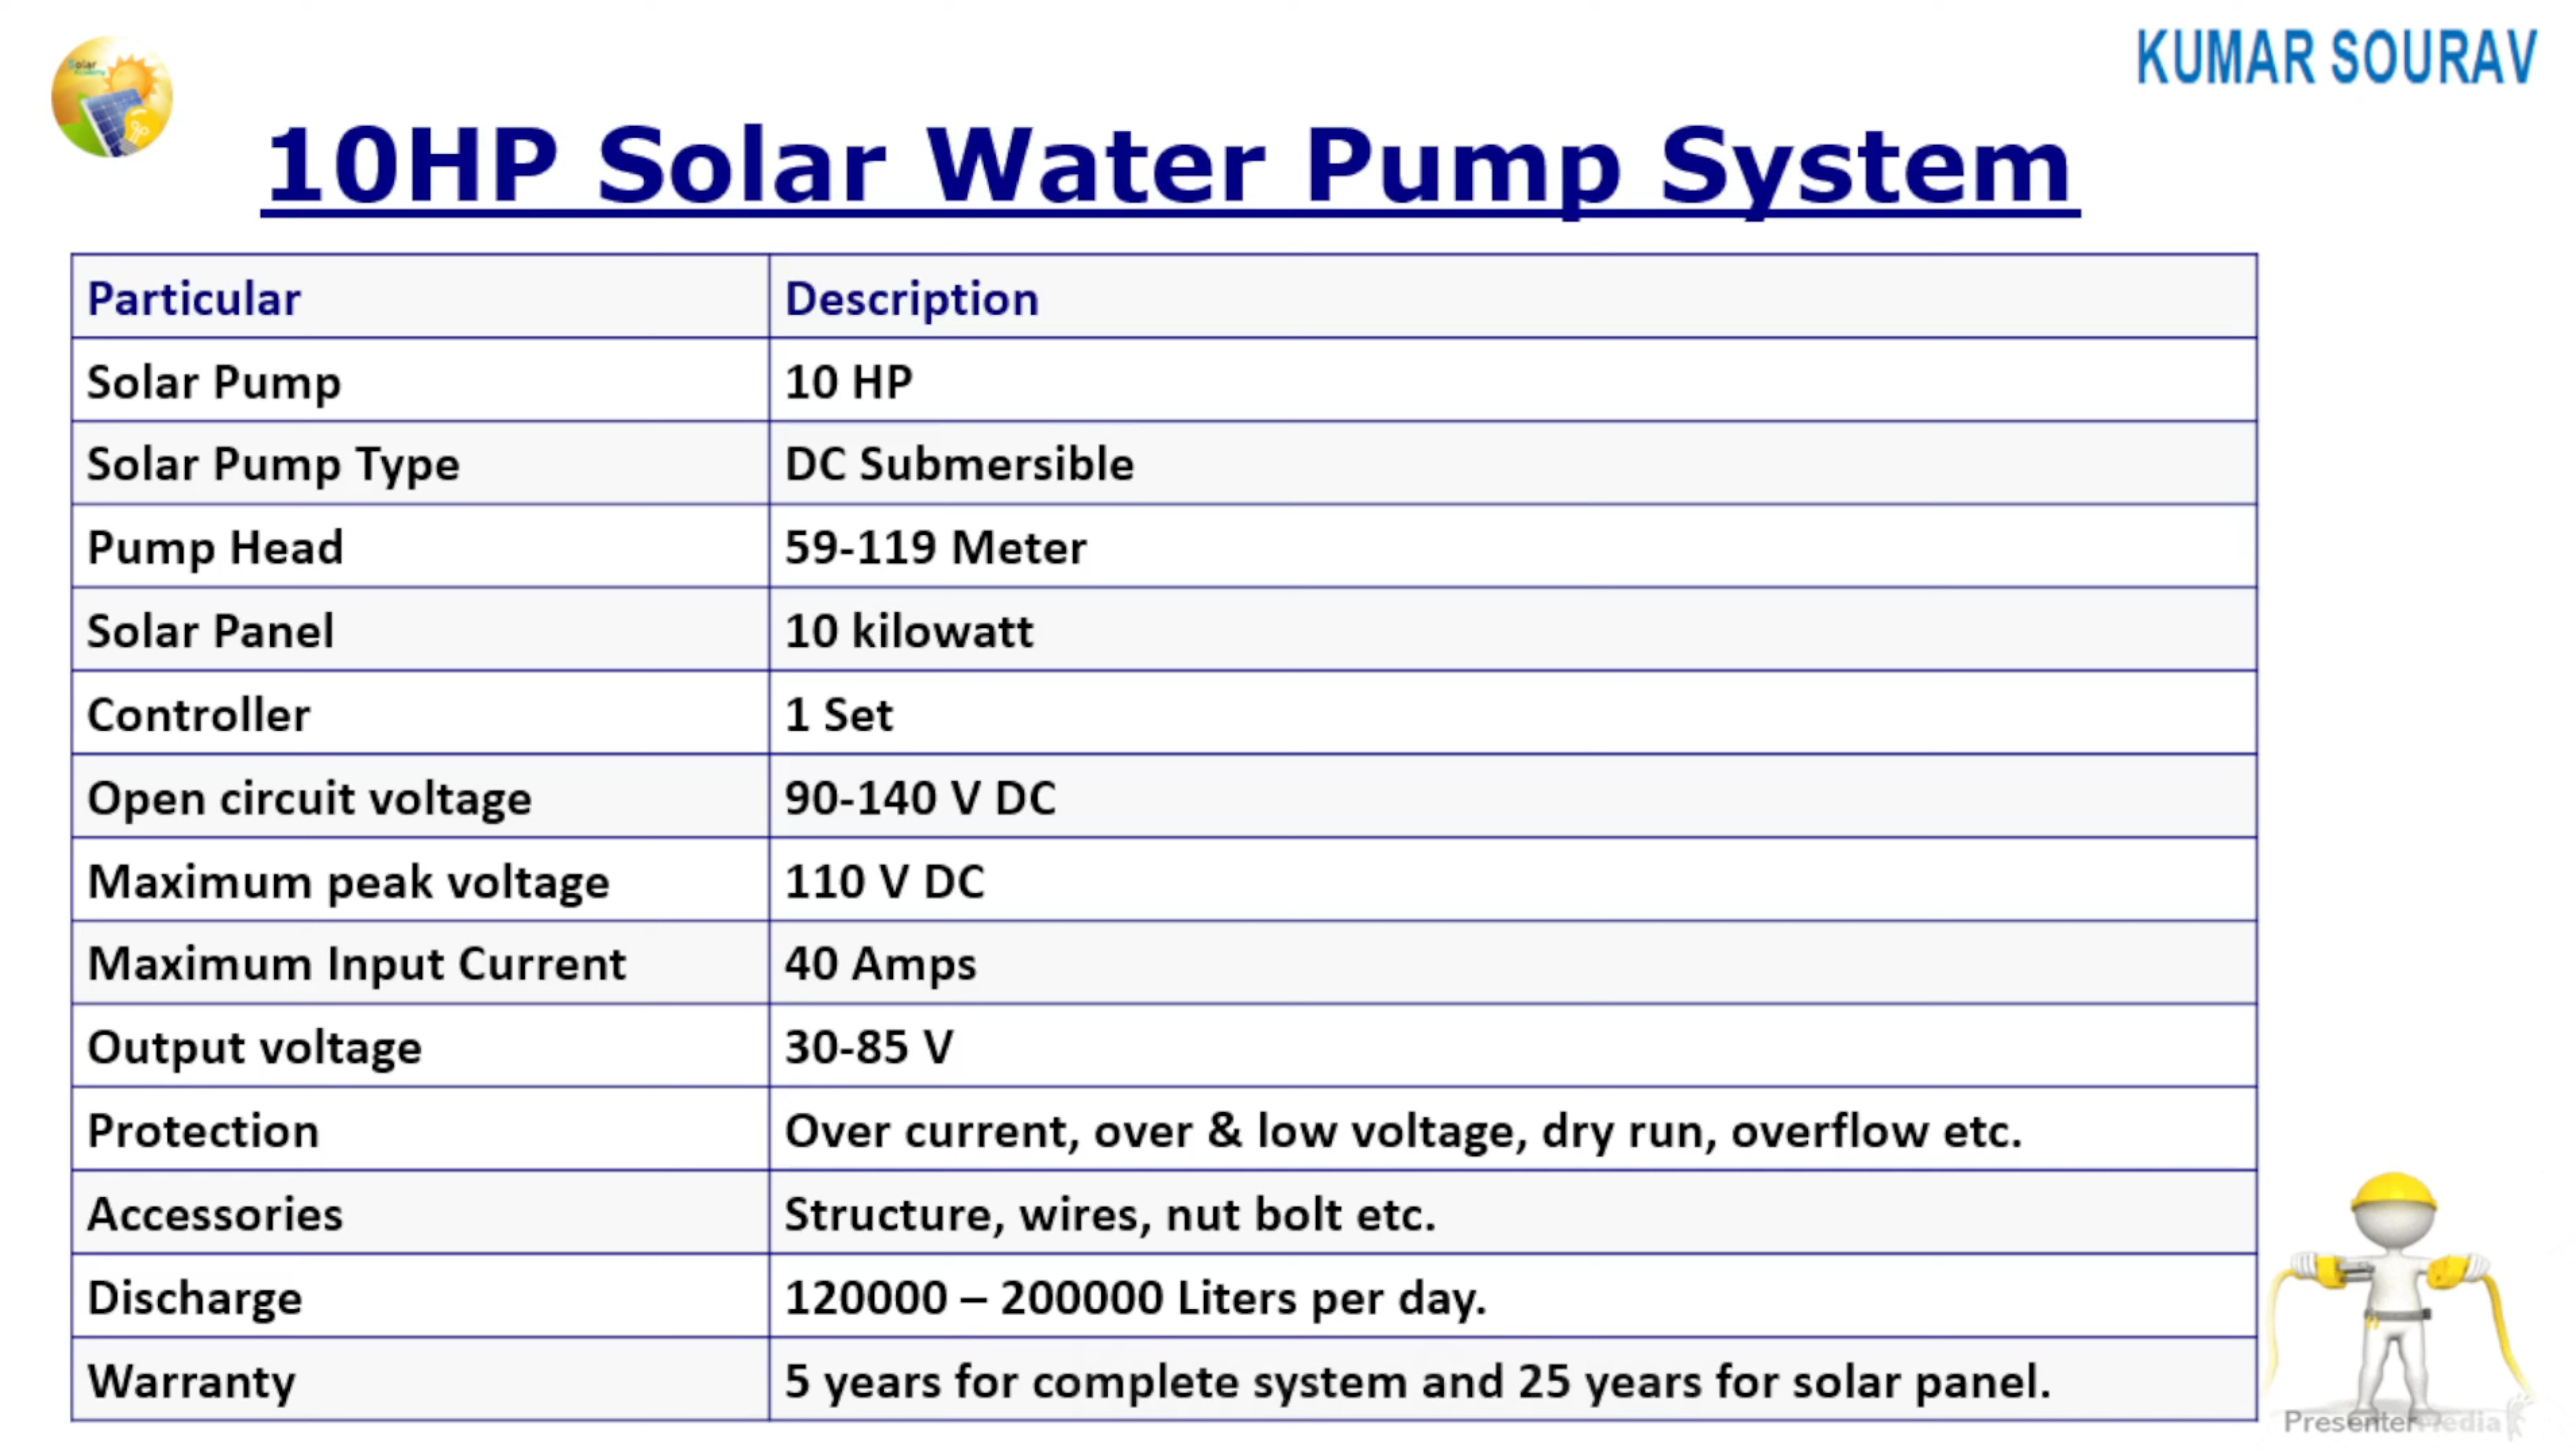 Solar
KUMAR SOURAV
10HP Solar Water Pump System
Particular Description
Solar Pump 10 HP
Solar Pump Type DC Submersible
Pump Head 59-119 Meter
Solar Panel 10 kilowatt
Controller 1 Set
Open circuit voltage 90-140 V DC
Maximum peak voltage 110 V DC
Maximum Input Current 40 Amps
Output voltage 30-85 V
Protection Over current, over & low voltage, dry run, overflow etc.
Accessories Structure, wires, nut bolt etc.
Discharge 120000 – 200000 Liters per day.
Warranty 5 years for complete system and 25 years for solar panel.
PresenterMedia